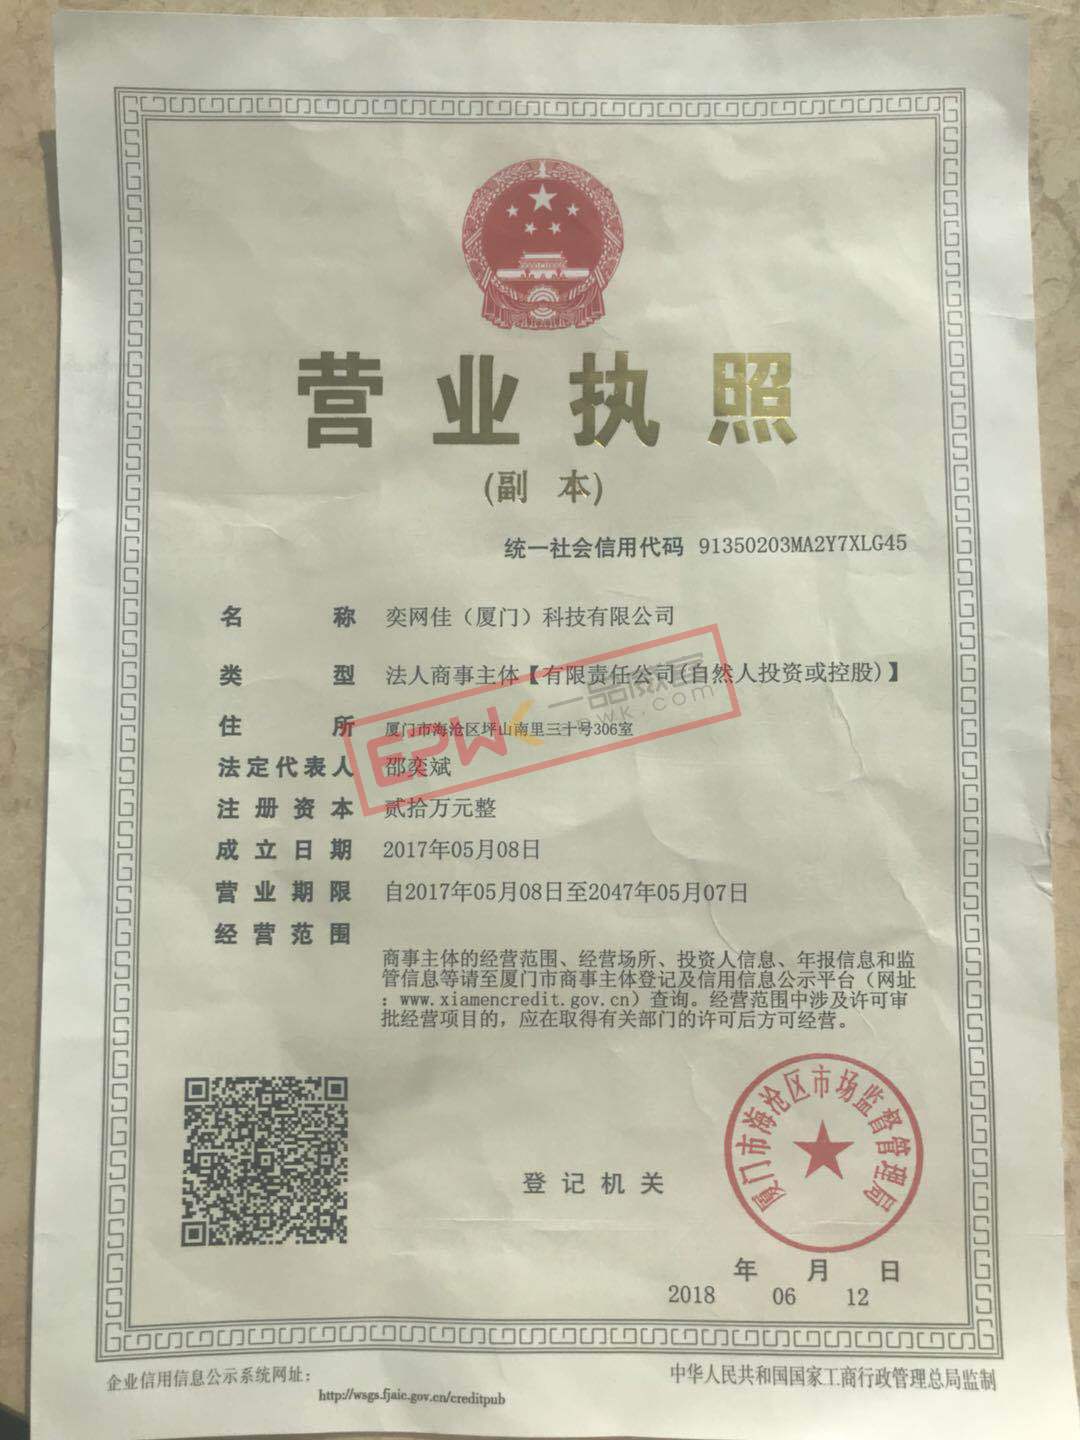 营业执照
(副 本)
统一社会信用代码 91350203MA2Y7XLG45
名 称 奕网佳（厦门）科技有限公司
类 型 法人商事主体【有限责任公司(自然人投资或控股)】
住 所 厦门市海沧区坪山南里三十号306室
法定代表人 邵奕斌
注册资本 贰拾万元整
成立日期 2017年05月08日
营业期限 自2017年05月08日至2047年05月07日
经营范围
商事主体的经营范围、经营场所、投资人信息、年报信息和监
管信息等请至厦门市商事主体登记及信用信息公示平台（网址
：www.xiamencredit.gov.cn）查询。经营范围中涉及许可审
批经营项目的，应在取得有关部门的许可后方可经营。
EPWK 一品威客
epwk.com
登记机关
厦门市海沧区市场监督管理局
年 月 日
2018 06 12
企业信用信息公示系统网址：
http://wsgs.fjaic.gov.cn/creditpub
中华人民共和国国家工商行政管理总局监制